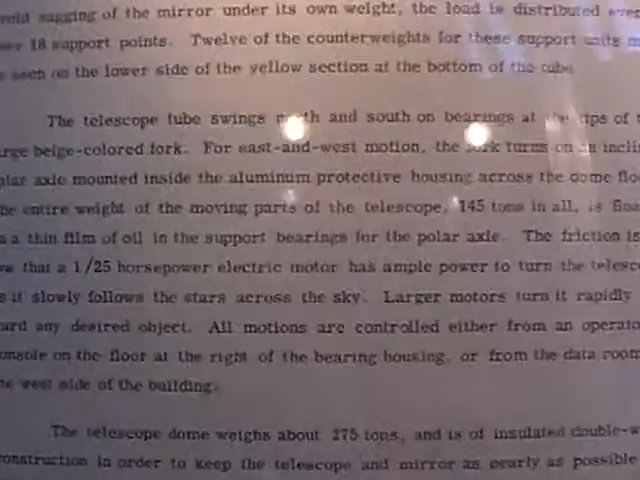 sagging of the mirror under its own weight, the load is distributed
18 support points. Twelve of the counterweights for these support units
seen on the lower side of the yellow section at the bottom of the tube
The telescope tube swings north and south on bearings at the tips of
beige-colored fork. For east-and-west motion, the fork turns on an
axle mounted inside the aluminum protective housing across the dome
entire weight of the moving parts of the telescope, 145 tons in all, is
a thin film of oil in the support bearings for the polar axle. The friction is
that a 1/25 horsepower electric motor has ample power to turn the
it slowly follows the stars across the sky. Larger motors turn it rapidly
any desired object. All motions are controlled either from an
on the floor at the right of the bearing housing, or from the data room
west side of the building.
The telescope dome weighs about 275 tons, and is of insulated
construction in order to keep the telescope and mirror as nearly as possible